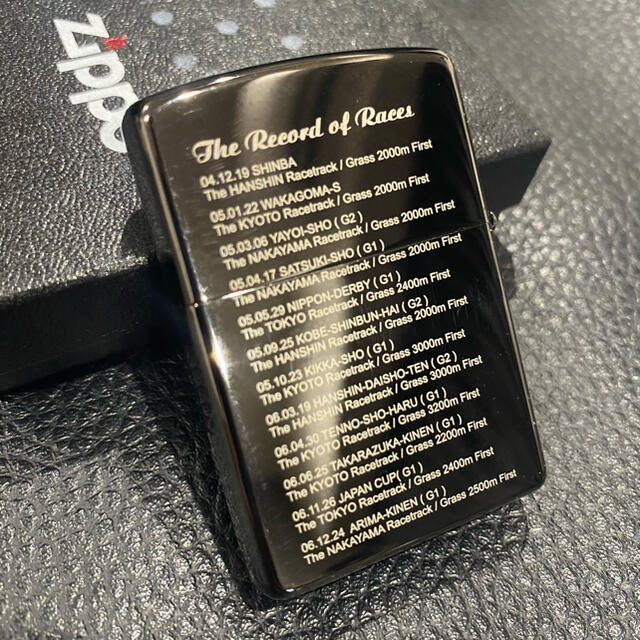 zippo
The Record of Races
04.12.19 SHINBA
The HANSHIN Racetrack / Grass 2000m First
05.01.22 WAKAGOMA-S
The KYOTO Racetrack / Grass 2000m First
05.03.06 YAYOI-SHO ( G2 )
The NAKAYAMA Racetrack / Grass 2000m First
05.04.17 SATSUKI-SHO ( G1 )
The NAKAYAMA Racetrack / Grass 2000m First
05.05.29 NIPPON-DERBY ( G1 )
The TOKYO Racetrack / Grass 2400m First
05.09.25 KOBE-SHINBUN-HAI ( G2 )
The HANSHIN Racetrack / Grass 2000m First
05.10.23 KIKKA-SHO ( G1 )
The KYOTO Racetrack / Grass 3000m First
06.03.19 HANSHIN-DAISHO-TEN ( G2 )
The HANSHIN Racetrack / Grass 3000m First
06.04.30 TENNO-SHO-HARU ( G1 )
The KYOTO Racetrack / Grass 3200m First
06.06.25 TAKARAZUKA-KINEN ( G1 )
The KYOTO Racetrack / Grass 2200m First
06.11.26 JAPAN CUP( G1 )
The TOKYO Racetrack / Grass 2400m First
06.12.24 ARIMA-KINEN ( G1 )
The NAKAYAMA Racetrack / Grass 2500m First